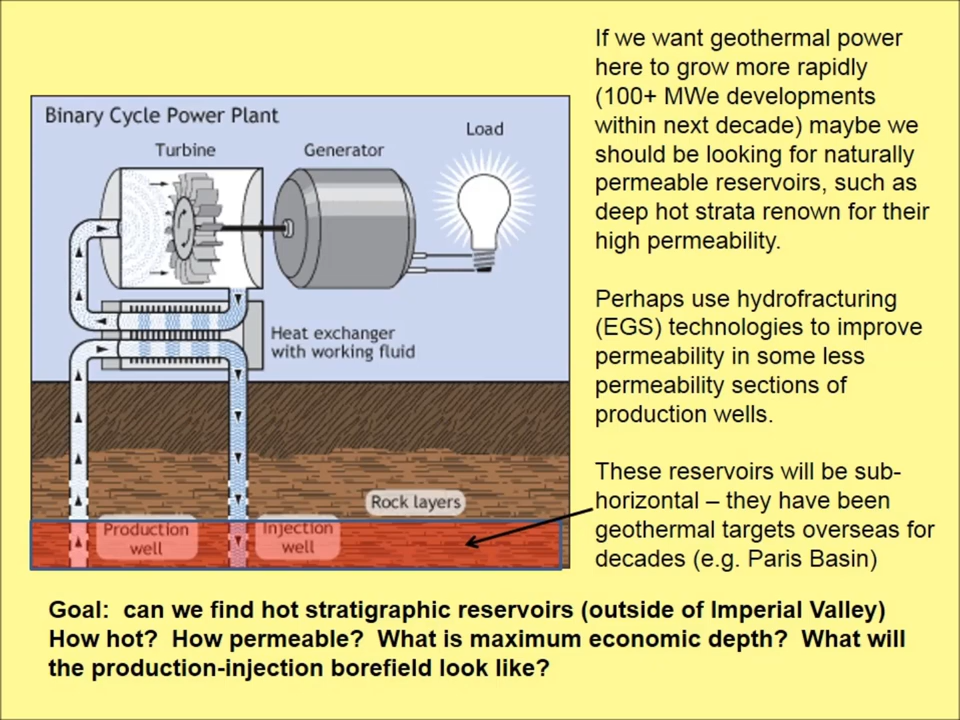 If we want geothermal power
here to grow more rapidly
(100+ MWe developments
within next decade) maybe we
should be looking for naturally
permeable reservoirs, such as
deep hot strata renown for their
high permeability.
Perhaps use hydrofracturing
(EGS) technologies to improve
permeability in some less
permeability sections of
production wells.
These reservoirs will be sub-
horizontal – they have been
geothermal targets overseas for
decades (e.g. Paris Basin)
Binary Cycle Power Plant
Turbine
Generator
Load
Heat exchanger
with working fluid
Rock layers
Production
well
Injection
well
Goal:  can we find hot stratigraphic reservoirs (outside of Imperial Valley)
How hot?  How permeable?  What is maximum economic depth?  What will
the production-injection borefield look like?